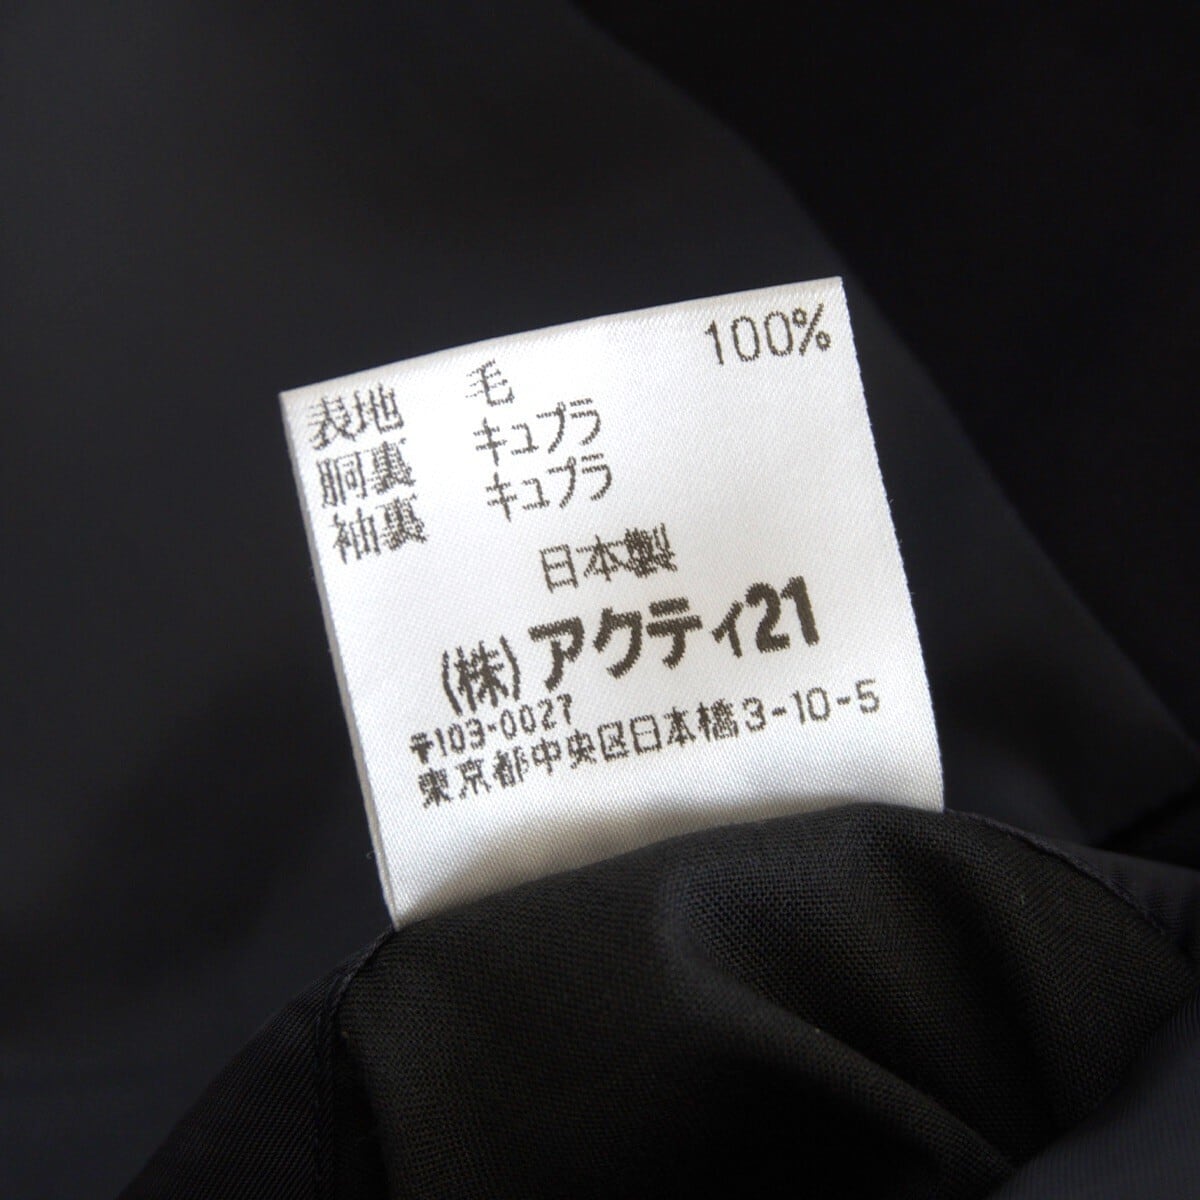 表地 毛 100%
胴裏 キュプラ
袖裏 キュプラ
日本製
(株)アクティ21
〒103-0027
東京都中央区日本橋3-10-5